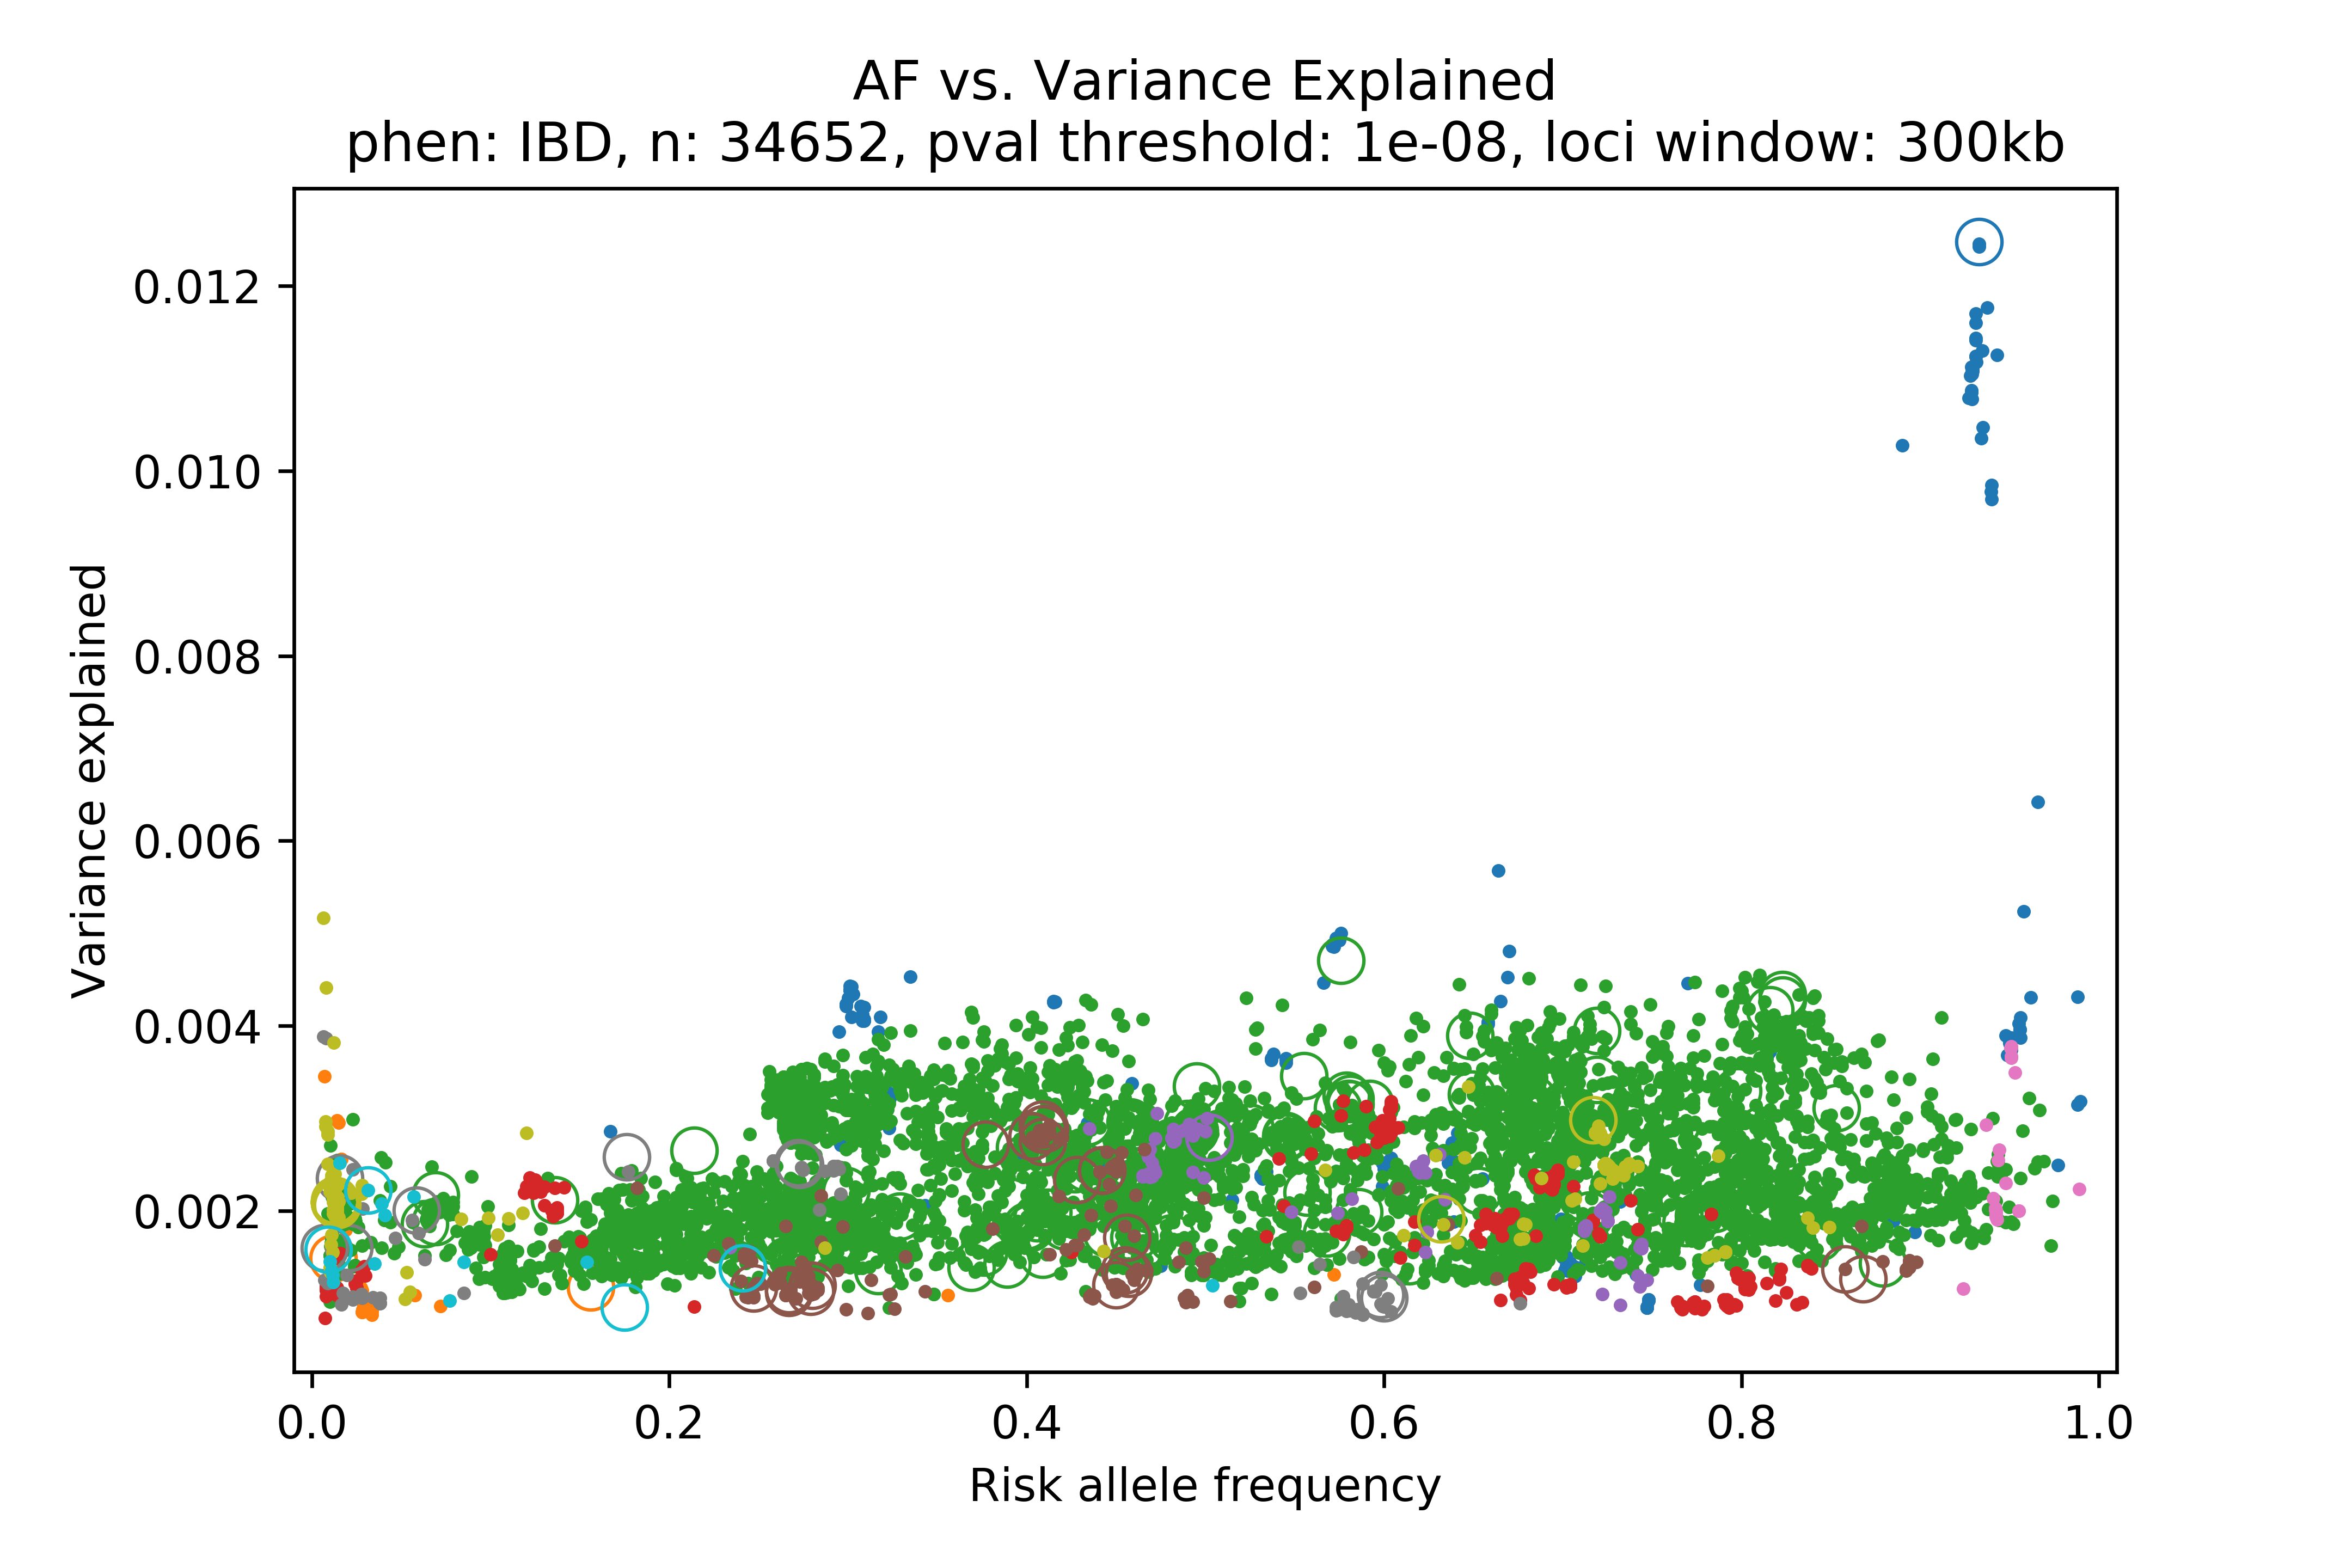 AF vs. Variance Explained
phen: IBD, n: 34652, pval threshold: 1e-08, loci window: 300kb
Variance explained
0.012
0.010
0.008
0.006
0.004
0.002
0.0 0.2 0.4 0.6 0.8 1.0
Risk allele frequency